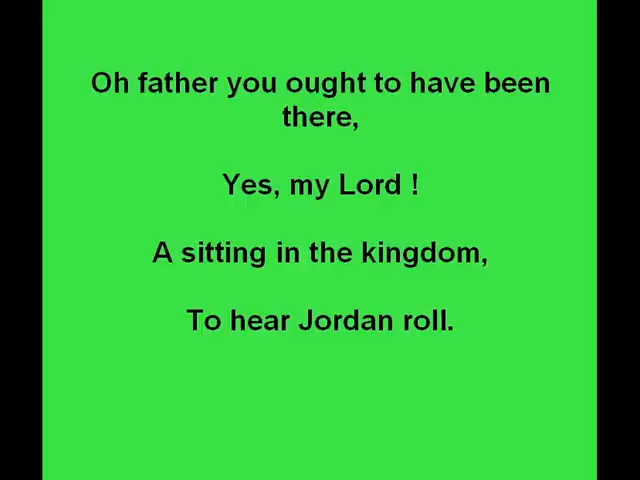 Oh father you ought to have been
there,
Yes, my Lord !
A sitting in the kingdom,
To hear Jordan roll.